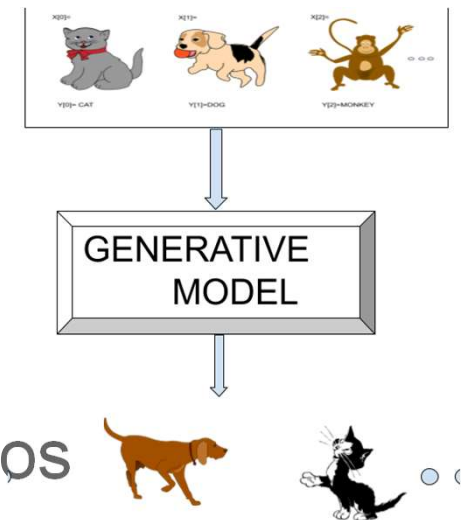 X[0]= X[1]= X[2]=
Y[0]= CAT Y[1]=DOG Y[2]=MONKEY
GENERATIVE
MODEL
os